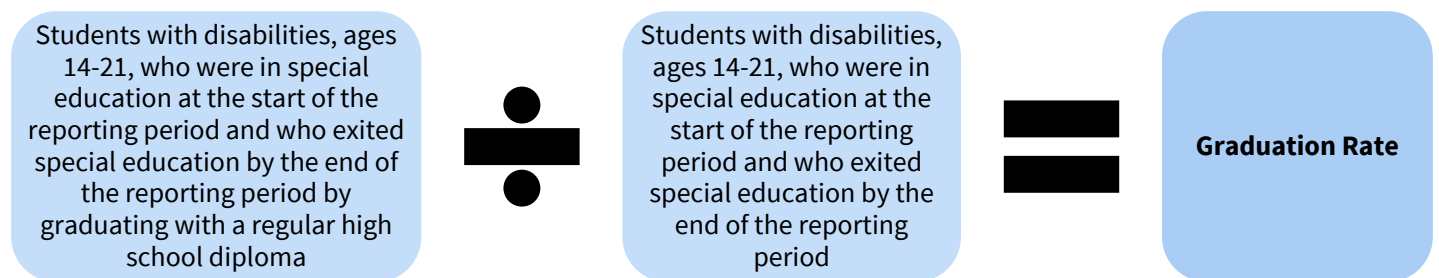 Students with disabilities, ages
14-21, who were in special
education at the start of the
reporting period and who exited
special education by the end of
the reporting period by
graduating with a regular high
school diploma
÷
Students with disabilities,
ages 14-21, who were in
special education at the
start of the reporting
period and who exited
special education by the
end of the reporting
period
=
Graduation Rate